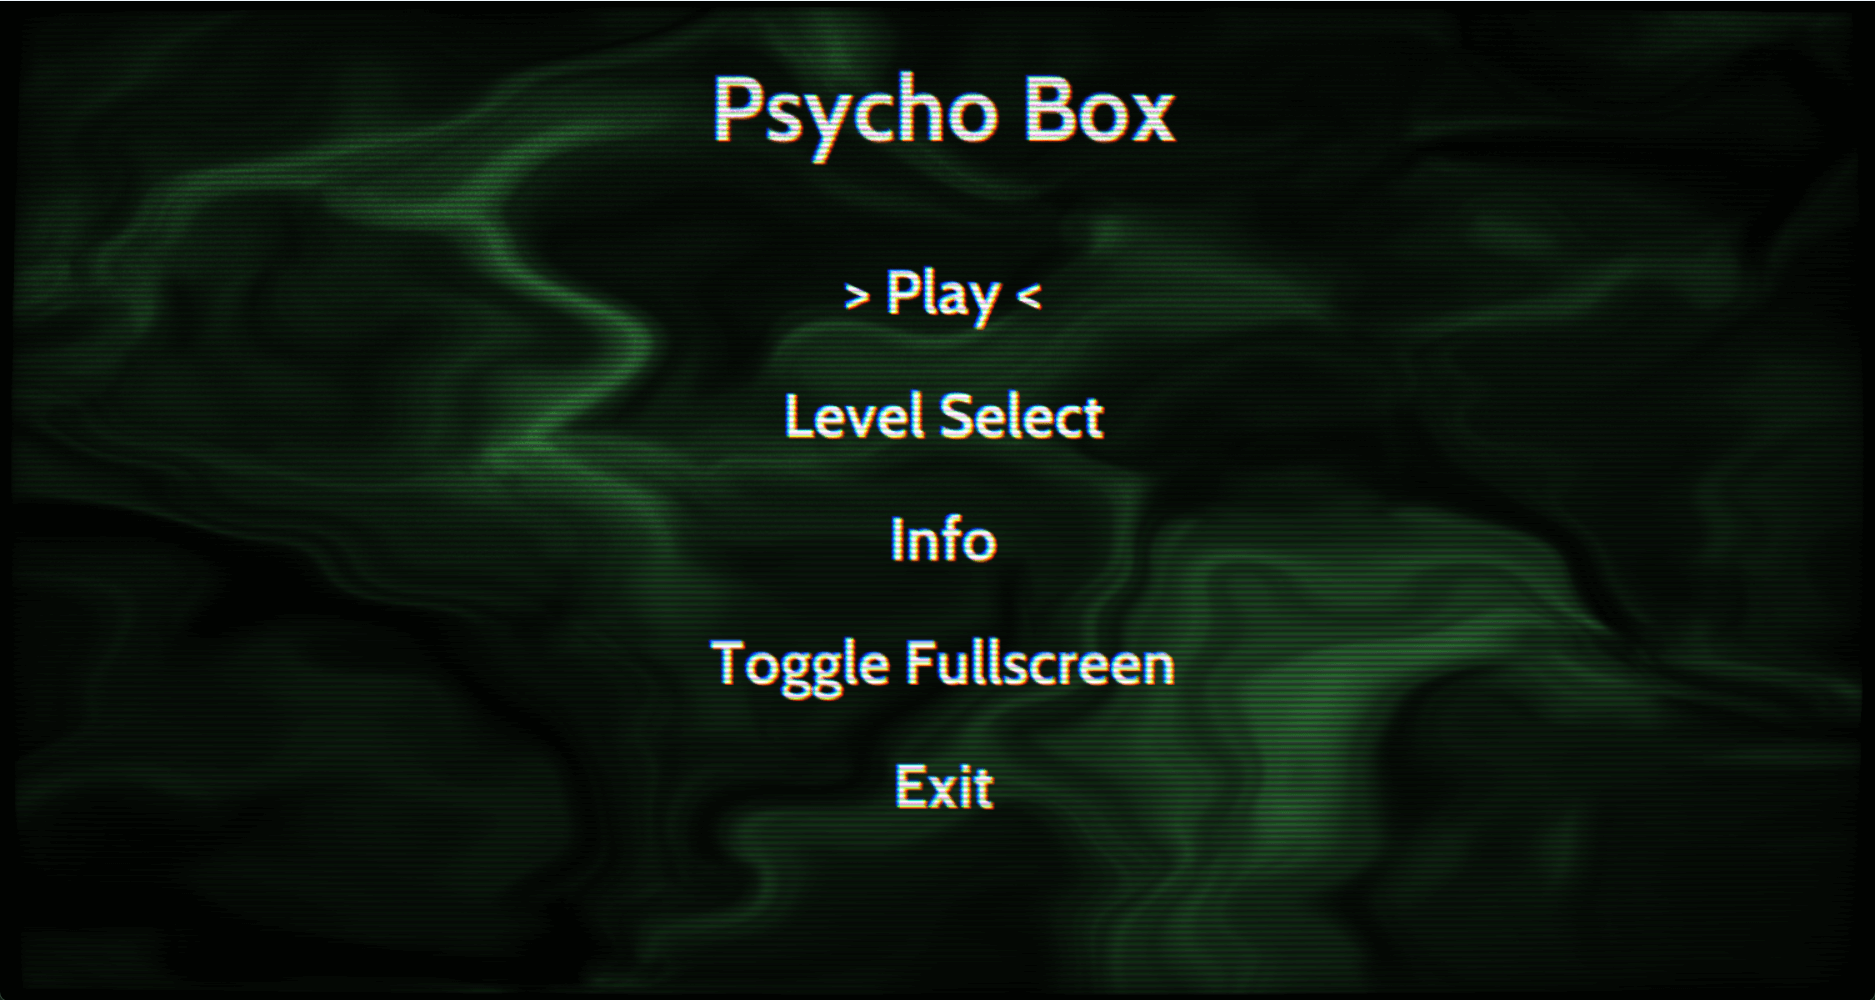 Psycho Box
> Play <
Level Select
Info
Toggle Fullscreen
Exit